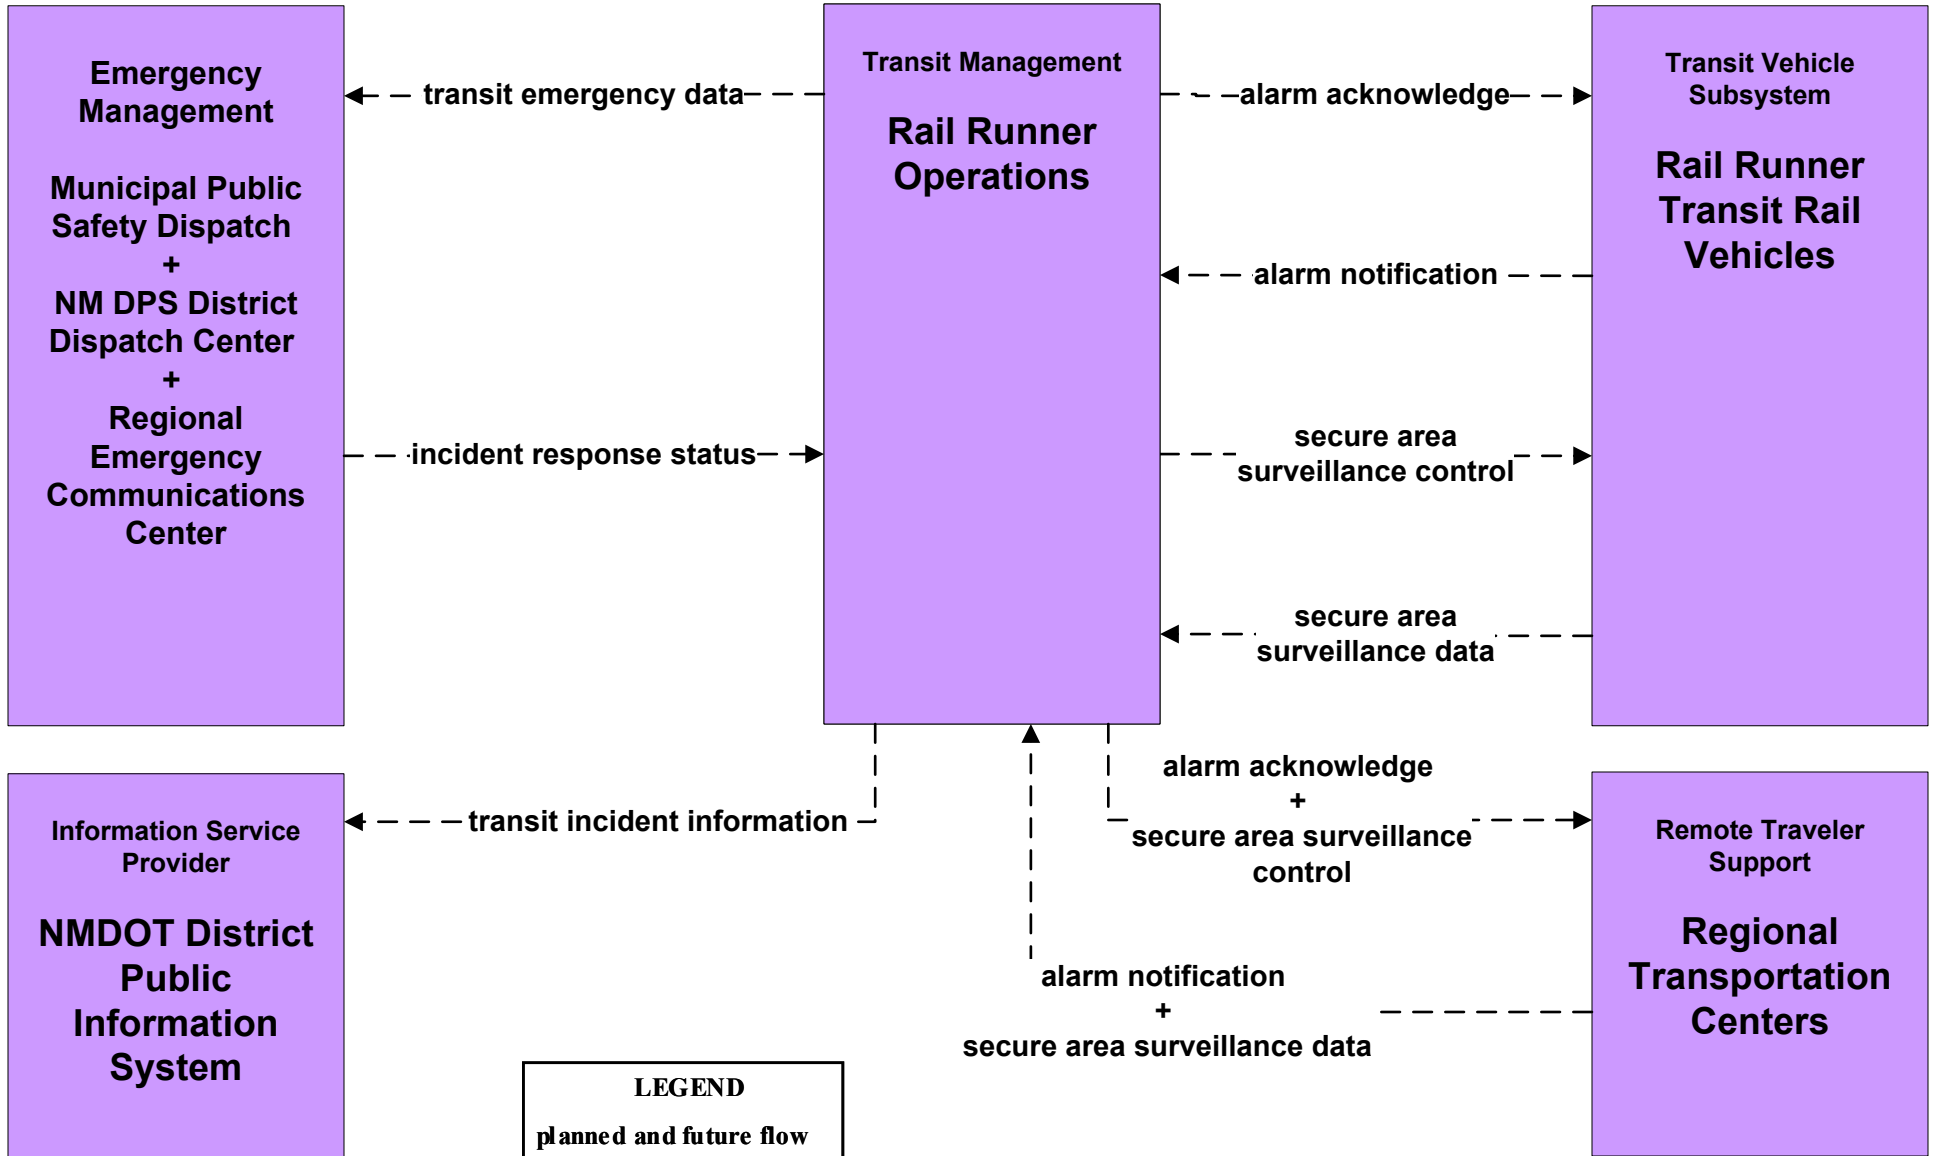 Emergency
Management
Municipal Public
Safety Dispatch
+
NM DPS District
Dispatch Center
+
Regional
Emergency
Communications
Center
transit emergency data
incident response status
Transit Management
Rail Runner
Operations
alarm acknowledge
alarm notification
secure area
surveillance control
secure area
surveillance data
Transit Vehicle
Subsystem
Rail Runner
Transit Rail
Vehicles
Information Service
Provider
NMDOT District
Public
Information
System
transit incident information
alarm acknowledge
+
secure area surveillance
control
alarm notification
+
secure area surveillance data
Remote Traveler
Support
Regional
Transportation
Centers
LEGEND
planned and future flow